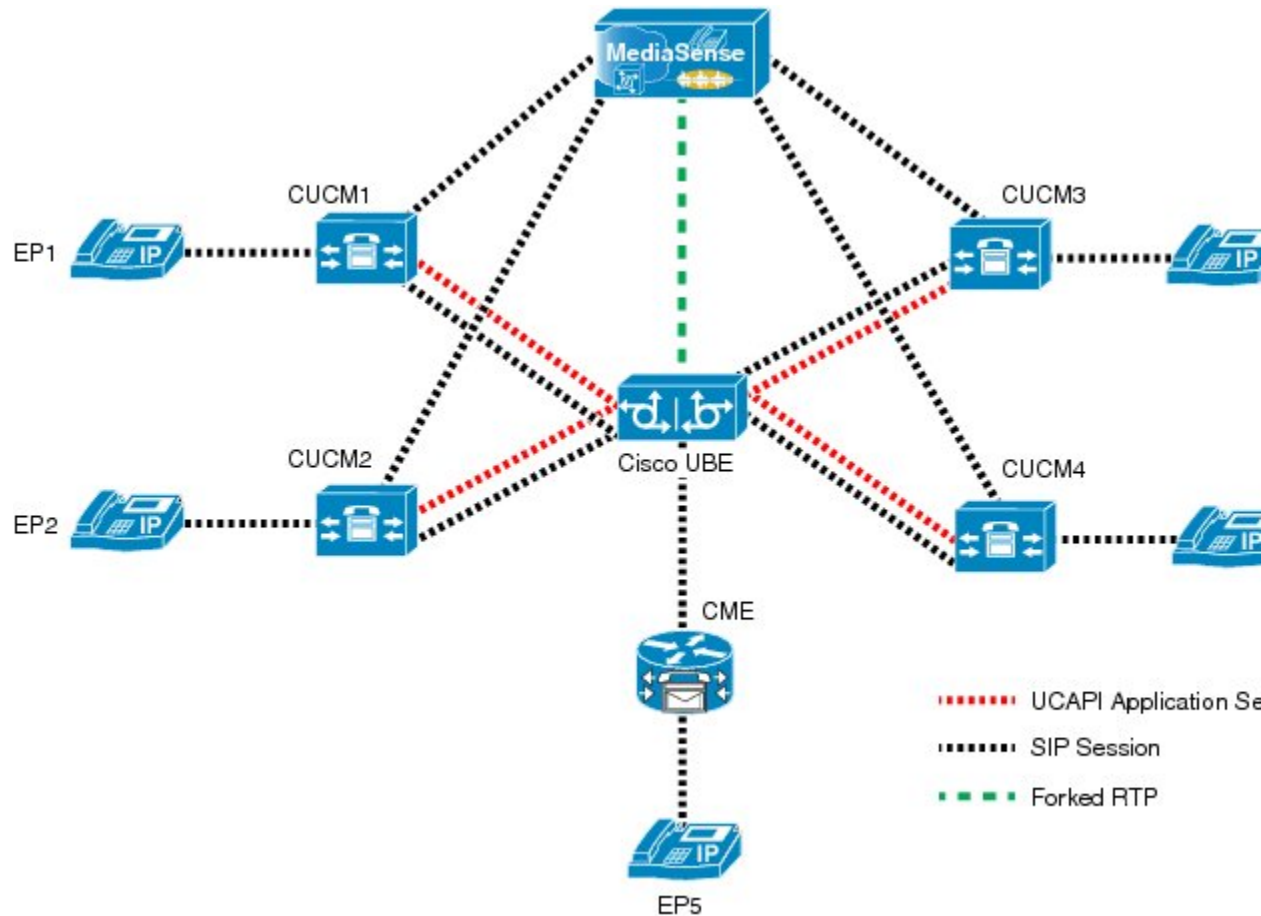 MediaSense
CUCM1
CUCM3
EP1
IP
IP
Cisco UBE
CUCM2
CUCM4
EP2
IP
IP
CME
UCAPI Application Se
SIP Session
Forked RTP
IP
EP5